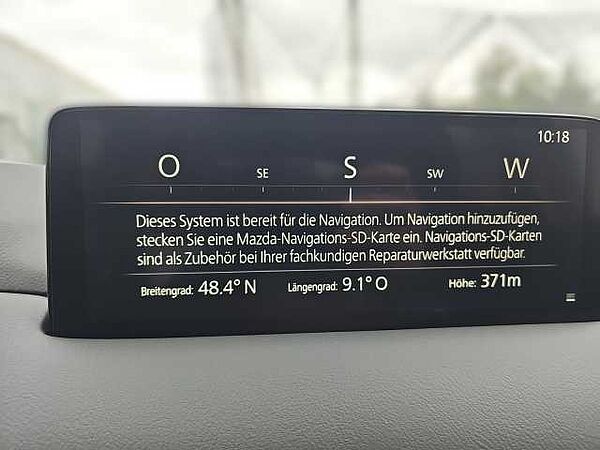 10:18
O SE S SW W
Dieses System ist bereit für die Navigation. Um Navigation hinzuzufügen,
stecken Sie eine Mazda-Navigations-SD-Karte ein. Navigations-SD-Karten
sind als Zubehör bei Ihrer fachkundigen Reparaturwerkstatt verfügbar.
Breitengrad: 48.4° N Längengrad: 9.1° O Höhe: 371m